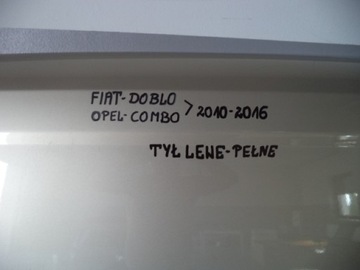 FIAT-DOBLO
OPEL-COMBO > 2010-2016
TYŁ LEWE-PEŁNE